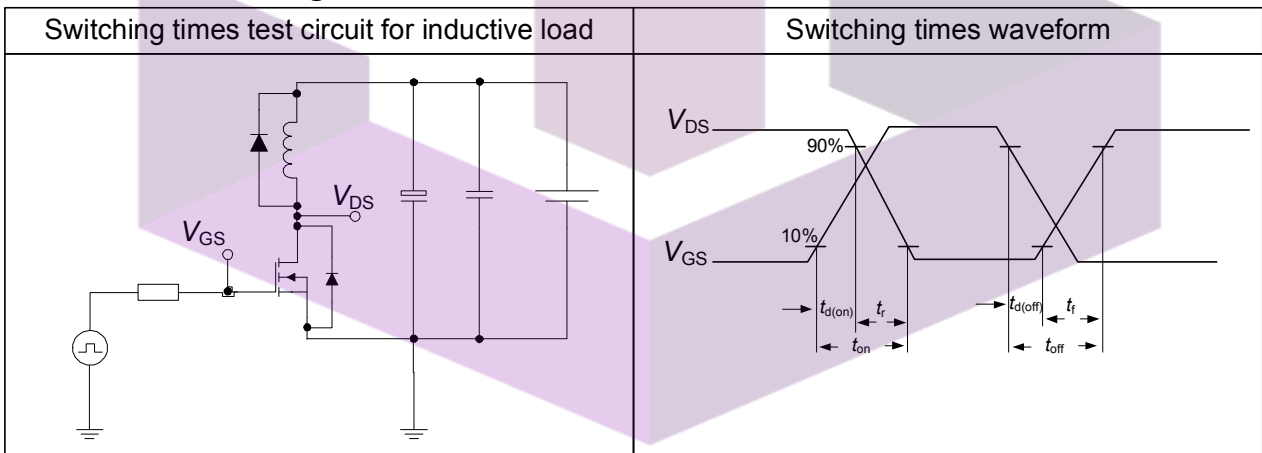 Switching times test circuit for inductive load
Switching times waveform
VDS
VGS
VDS
90%
10%
VGS
td(on)
tr
td(off)
tf
ton
toff